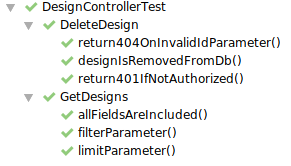 DesignControllerTest
DeleteDesign
return404OnInvalidIdParameter()
designIsRemovedFromDb()
return401IfNotAuthorized()
GetDesigns
allFieldsAreIncluded()
filterParameter()
limitParameter()